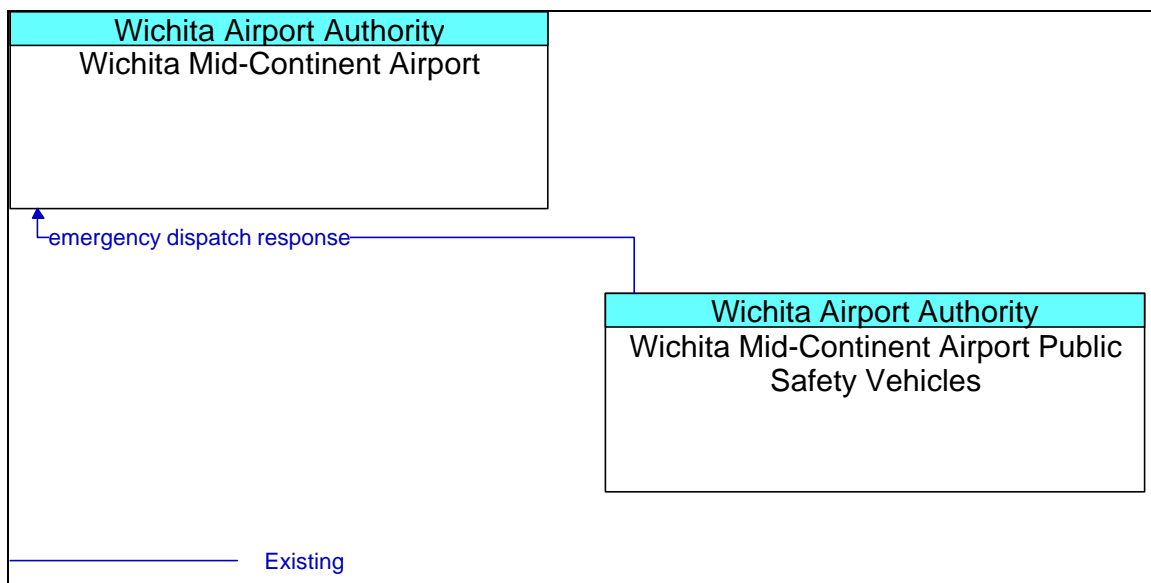 Wichita Airport Authority
Wichita Mid-Continent Airport
emergency dispatch response
Wichita Airport Authority
Wichita Mid-Continent Airport Public
Safety Vehicles
Existing